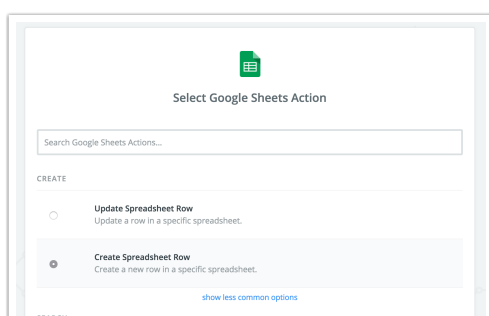 Select Google Sheets Action
Search Google Sheets Actions...
CREATE
Update Spreadsheet Row
Update a row in a specific spreadsheet.
Create Spreadsheet Row
Create a new row in a specific spreadsheet.
show less common options